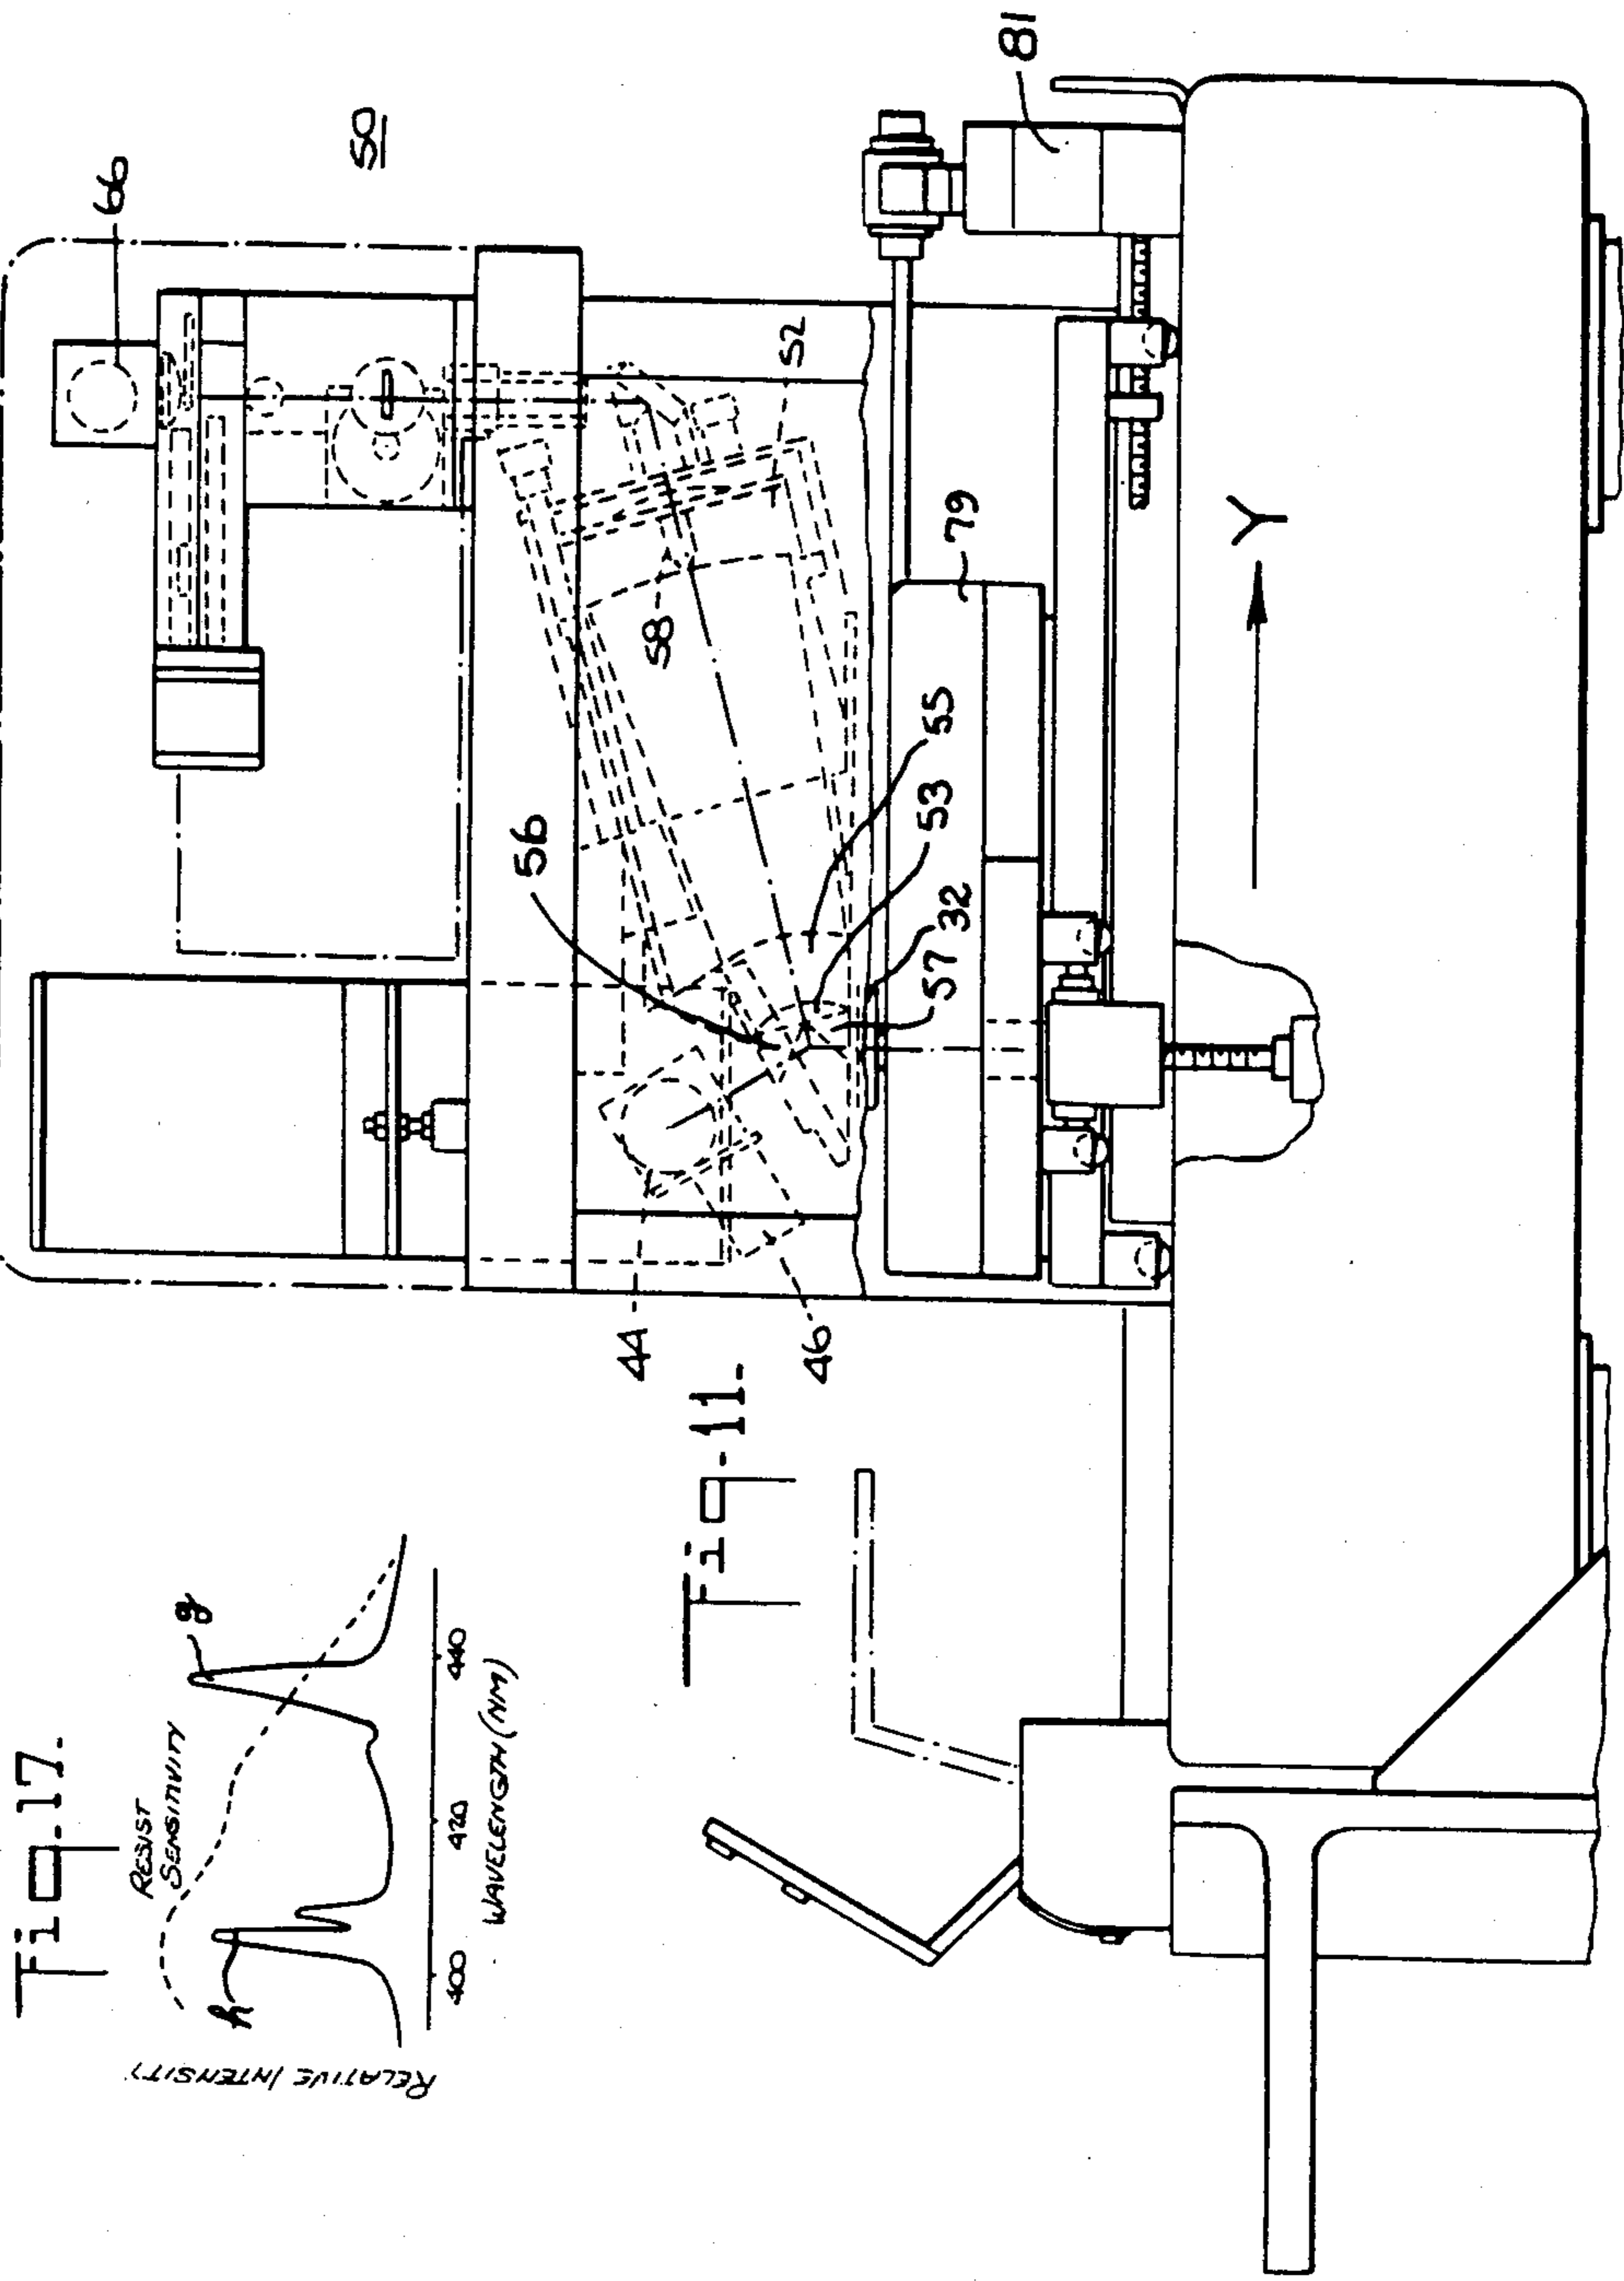 Fig. 17.
RESIST
SENSITIVITY
g
h
RELATIVE INTENSITY
400 420 440
WAVELENGTH (NM)
Fig. 11.
50
66
81
52
58
79
Y
56
55
53
57
32
44
46